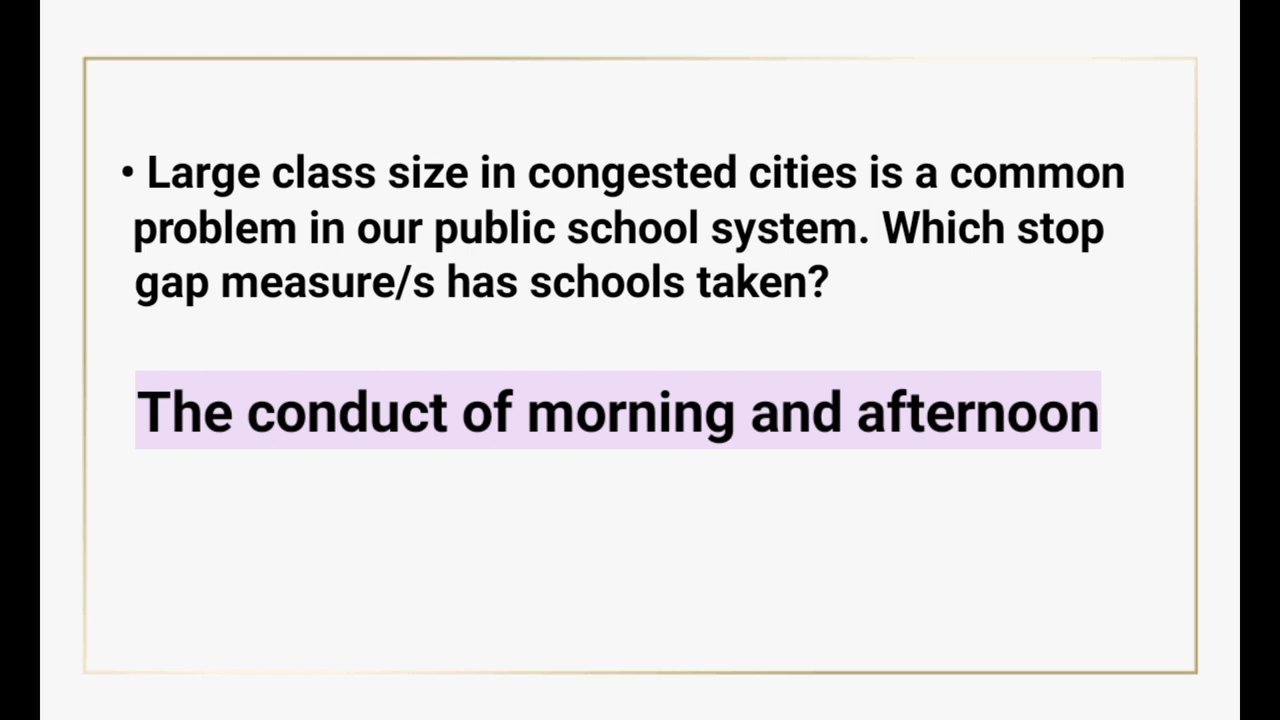 • Large class size in congested cities is a common
problem in our public school system. Which stop
gap measure/s has schools taken?
The conduct of morning and afternoon